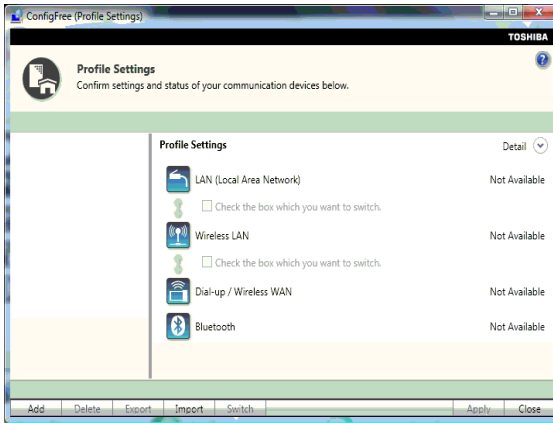 ConfigFree (Profile Settings)
TOSHIBA
Profile Settings
Confirm settings and status of your communication devices below.
Profile Settings Detail
LAN (Local Area Network) Not Available
Check the box which you want to switch.
Wireless LAN Not Available
Check the box which you want to switch.
Dial-up / Wireless WAN Not Available
Bluetooth Not Available
Add Delete Export Import Switch Apply Close